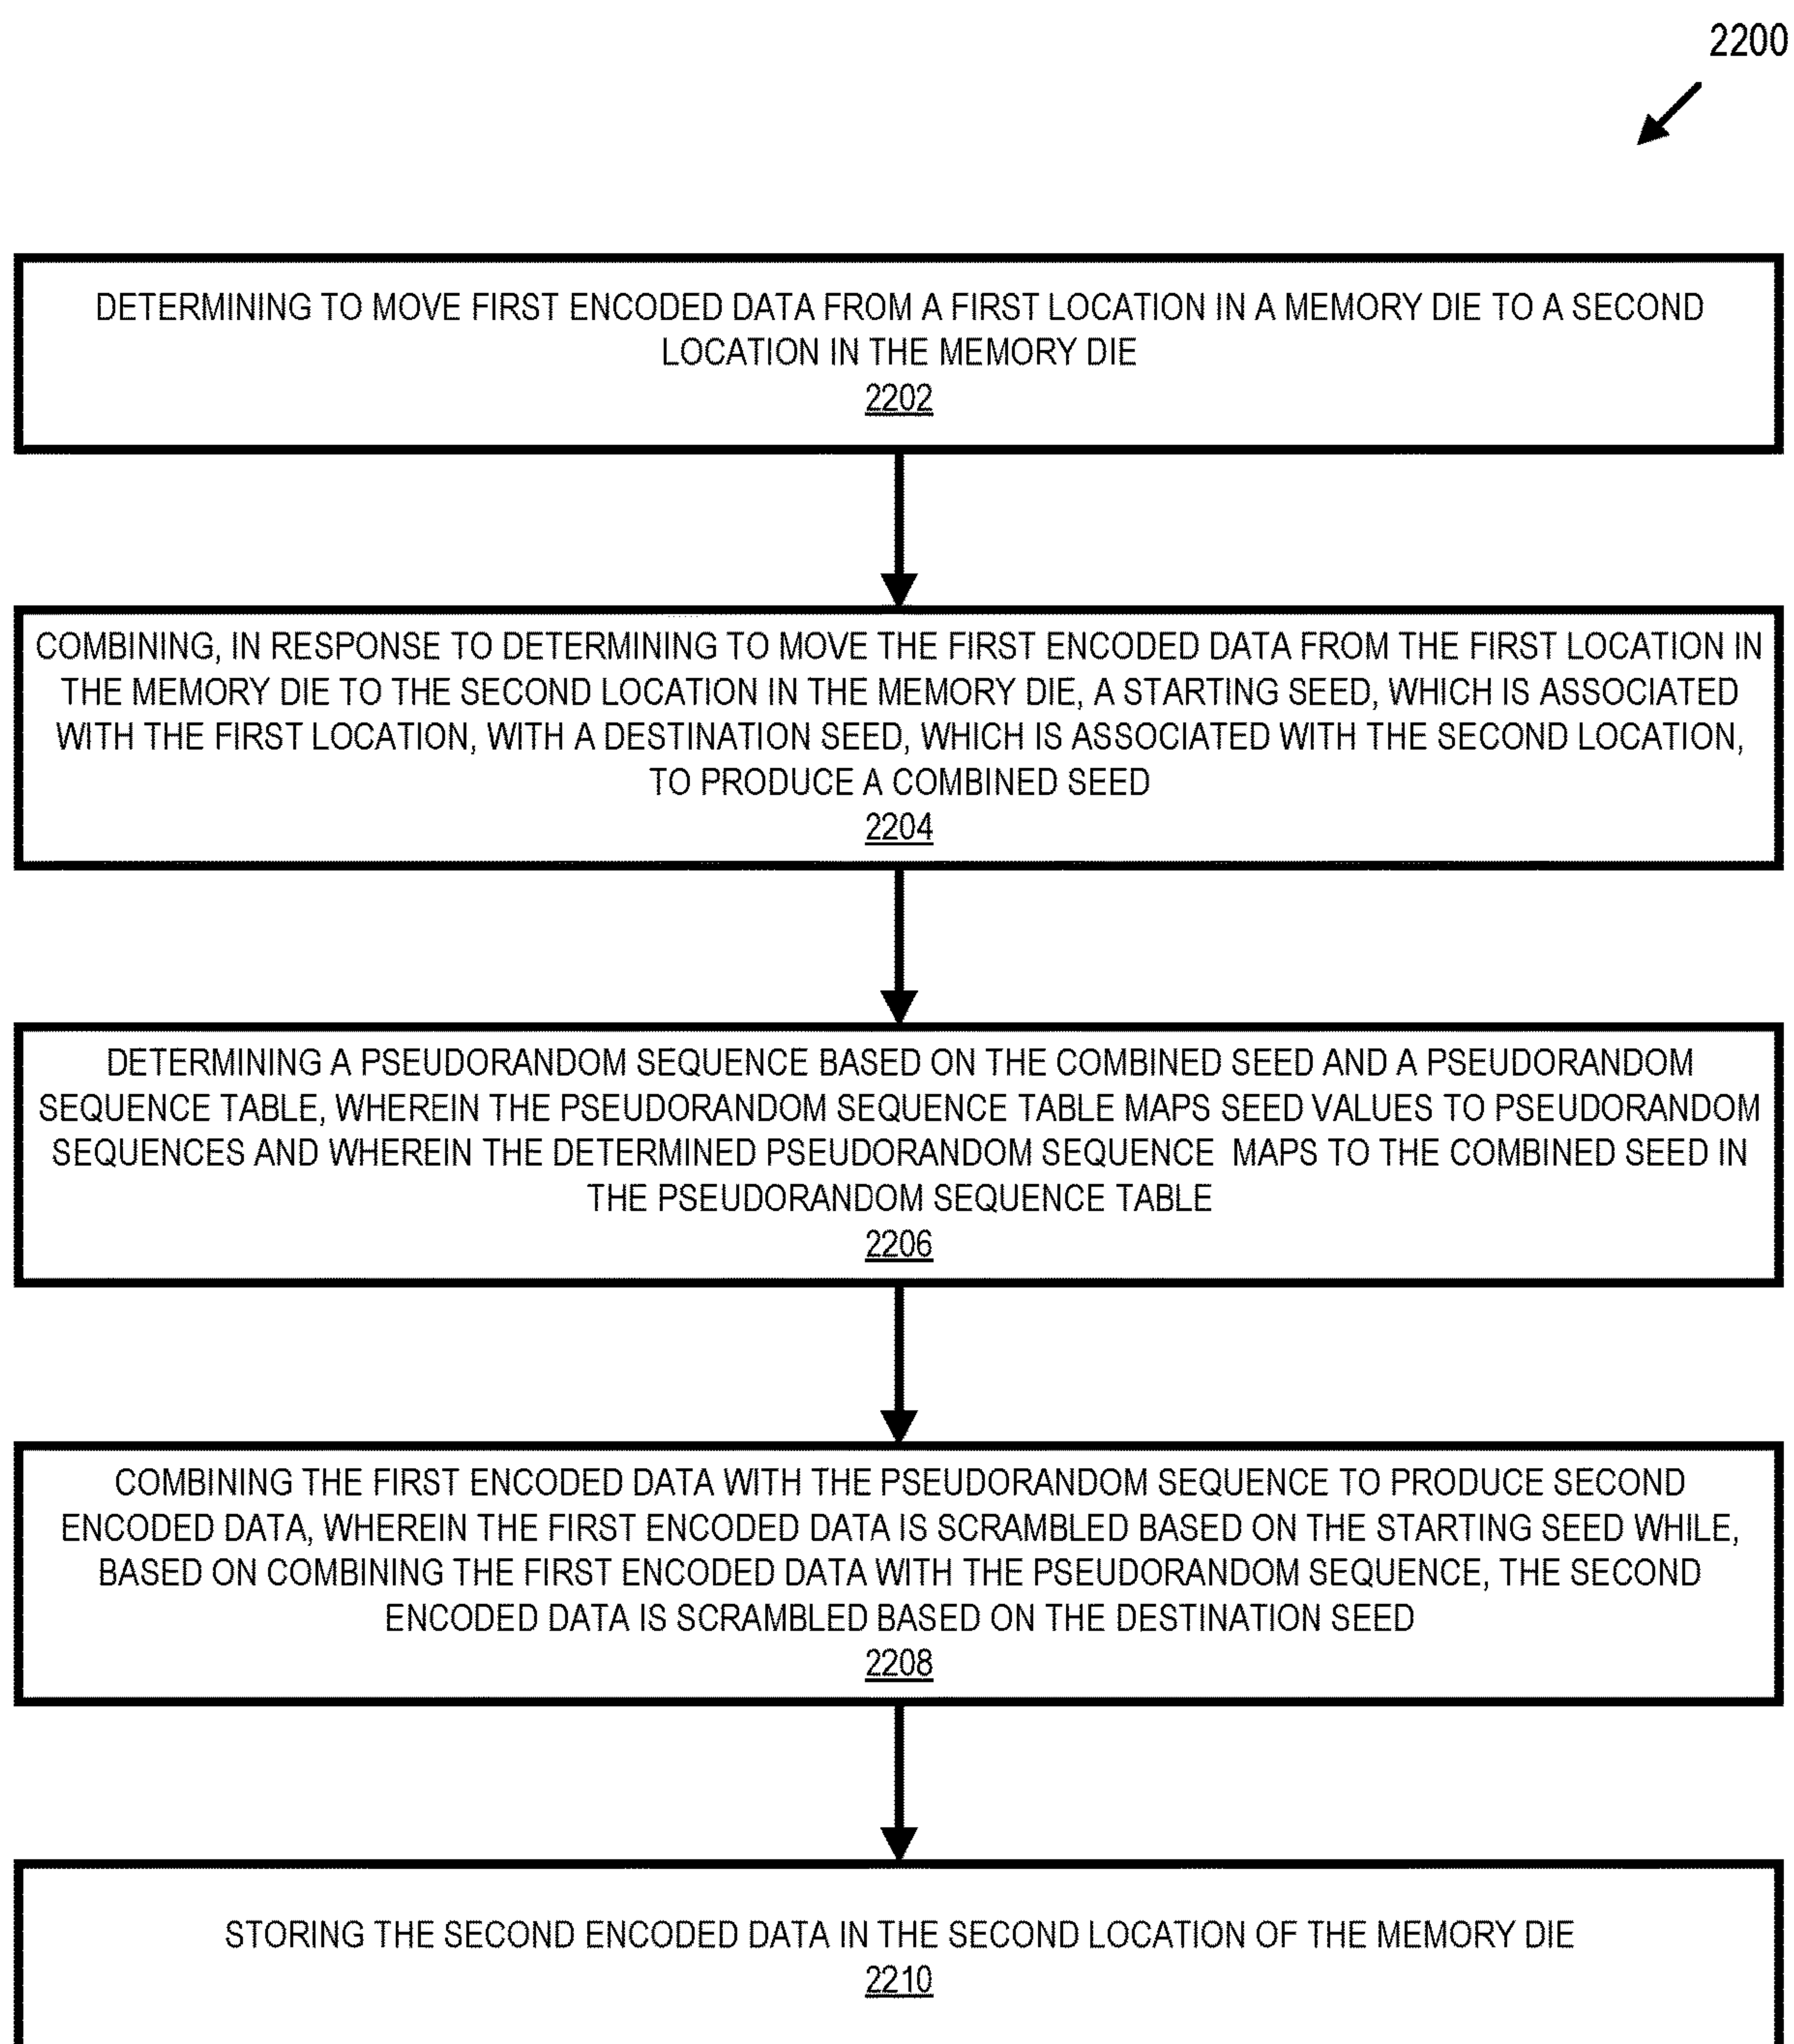 2200
DETERMINING TO MOVE FIRST ENCODED DATA FROM A FIRST LOCATION IN A MEMORY DIE TO A SECOND
LOCATION IN THE MEMORY DIE
2202
COMBINING, IN RESPONSE TO DETERMINING TO MOVE THE FIRST ENCODED DATA FROM THE FIRST LOCATION IN
THE MEMORY DIE TO THE SECOND LOCATION IN THE MEMORY DIE, A STARTING SEED, WHICH IS ASSOCIATED
WITH THE FIRST LOCATION, WITH A DESTINATION SEED, WHICH IS ASSOCIATED WITH THE SECOND LOCATION,
TO PRODUCE A COMBINED SEED
2204
DETERMINING A PSEUDORANDOM SEQUENCE BASED ON THE COMBINED SEED AND A PSEUDORANDOM
SEQUENCE TABLE, WHEREIN THE PSEUDORANDOM SEQUENCE TABLE MAPS SEED VALUES TO PSEUDORANDOM
SEQUENCES AND WHEREIN THE DETERMINED PSEUDORANDOM SEQUENCE MAPS TO THE COMBINED SEED IN
THE PSEUDORANDOM SEQUENCE TABLE
2206
COMBINING THE FIRST ENCODED DATA WITH THE PSEUDORANDOM SEQUENCE TO PRODUCE SECOND
ENCODED DATA, WHEREIN THE FIRST ENCODED DATA IS SCRAMBLED BASED ON THE STARTING SEED WHILE,
BASED ON COMBINING THE FIRST ENCODED DATA WITH THE PSEUDORANDOM SEQUENCE, THE SECOND
ENCODED DATA IS SCRAMBLED BASED ON THE DESTINATION SEED
2208
STORING THE SECOND ENCODED DATA IN THE SECOND LOCATION OF THE MEMORY DIE
2210